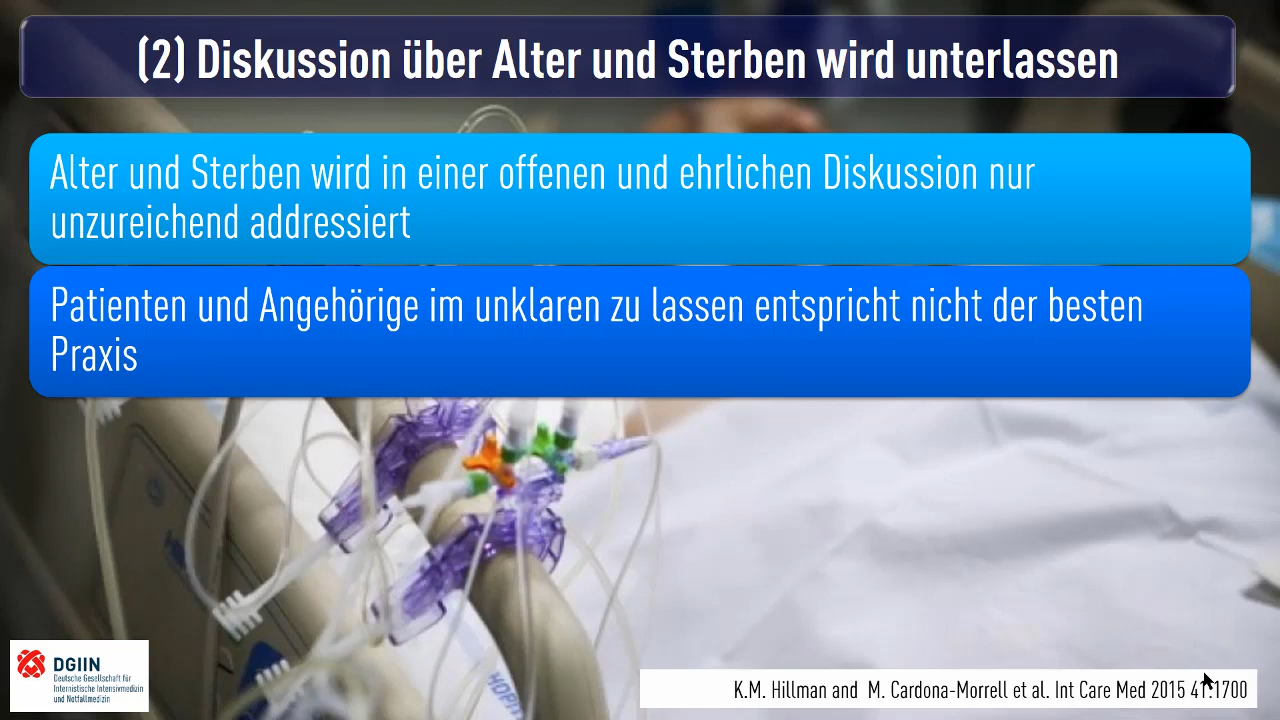 (2) Diskussion über Alter und Sterben wird unterlassen
Alter und Sterben wird in einer offenen und ehrlichen Diskussion nur
unzureichend addressiert
Patienten und Angehörige im unklaren zu lassen entspricht nicht der besten
Praxis
DGIIN
Deutsche Gesellschaft für
Internistische Intensivmedizin
und Notfallmedizin
K.M. Hillman and M. Cardona-Morrell et al. Int Care Med 2015 41:1700